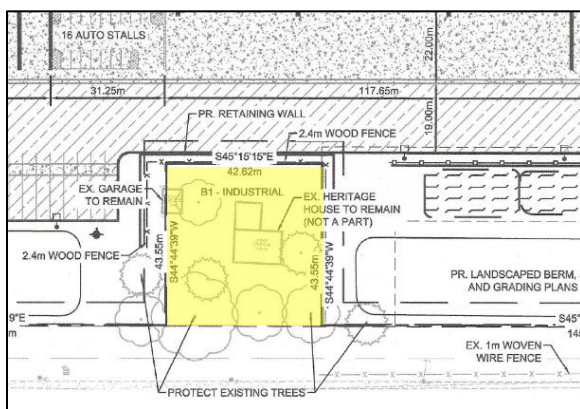 16 AUTO STALLS
22.00m
31.25m
117.65m
19.00m
PR. RETAINING WALL
2.4m WOOD FENCE
S45°15'15"E
42.62m
EX. GARAGE
TO REMAIN
B1 - INDUSTRIAL
EX. HERITAGE
HOUSE TO REMAIN
(NOT A PART)
43.55m
S44°44'39"W
43.55m
S44°44'39"W
2.4m WOOD FENCE
PR. LANDSCAPED BERM,
AND GRADING PLANS
9"E
m
S45°
145
EX. 1m WOVEN
WIRE FENCE
PROTECT EXISTING TREES